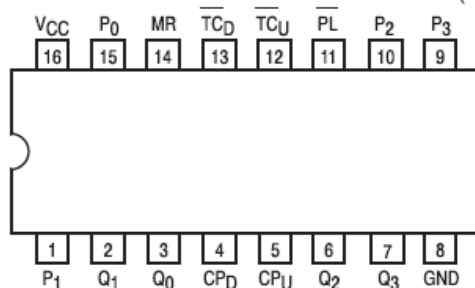 VCC P0 MR TCD TCU PL P2 P3
16 15 14 13 12 11 10 9
1 2 3 4 5 6 7 8
P1 Q1 Q0 CPD CPU Q2 Q3 GND